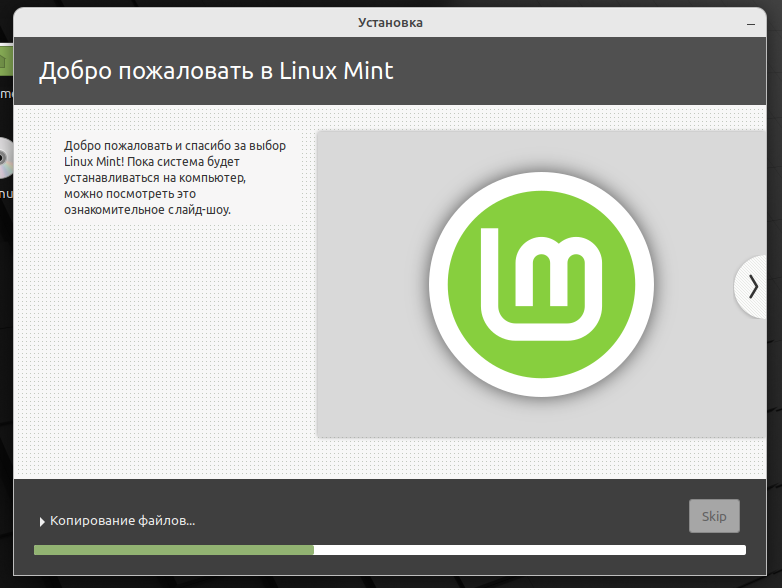 Установка
Добро пожаловать в Linux Mint
Добро пожаловать и спасибо за выбор
Linux Mint! Пока система будет
устанавливаться на компьютер,
можно посмотреть это
ознакомительное слайд-шоу.
lm
Копирование файлов...
Skip